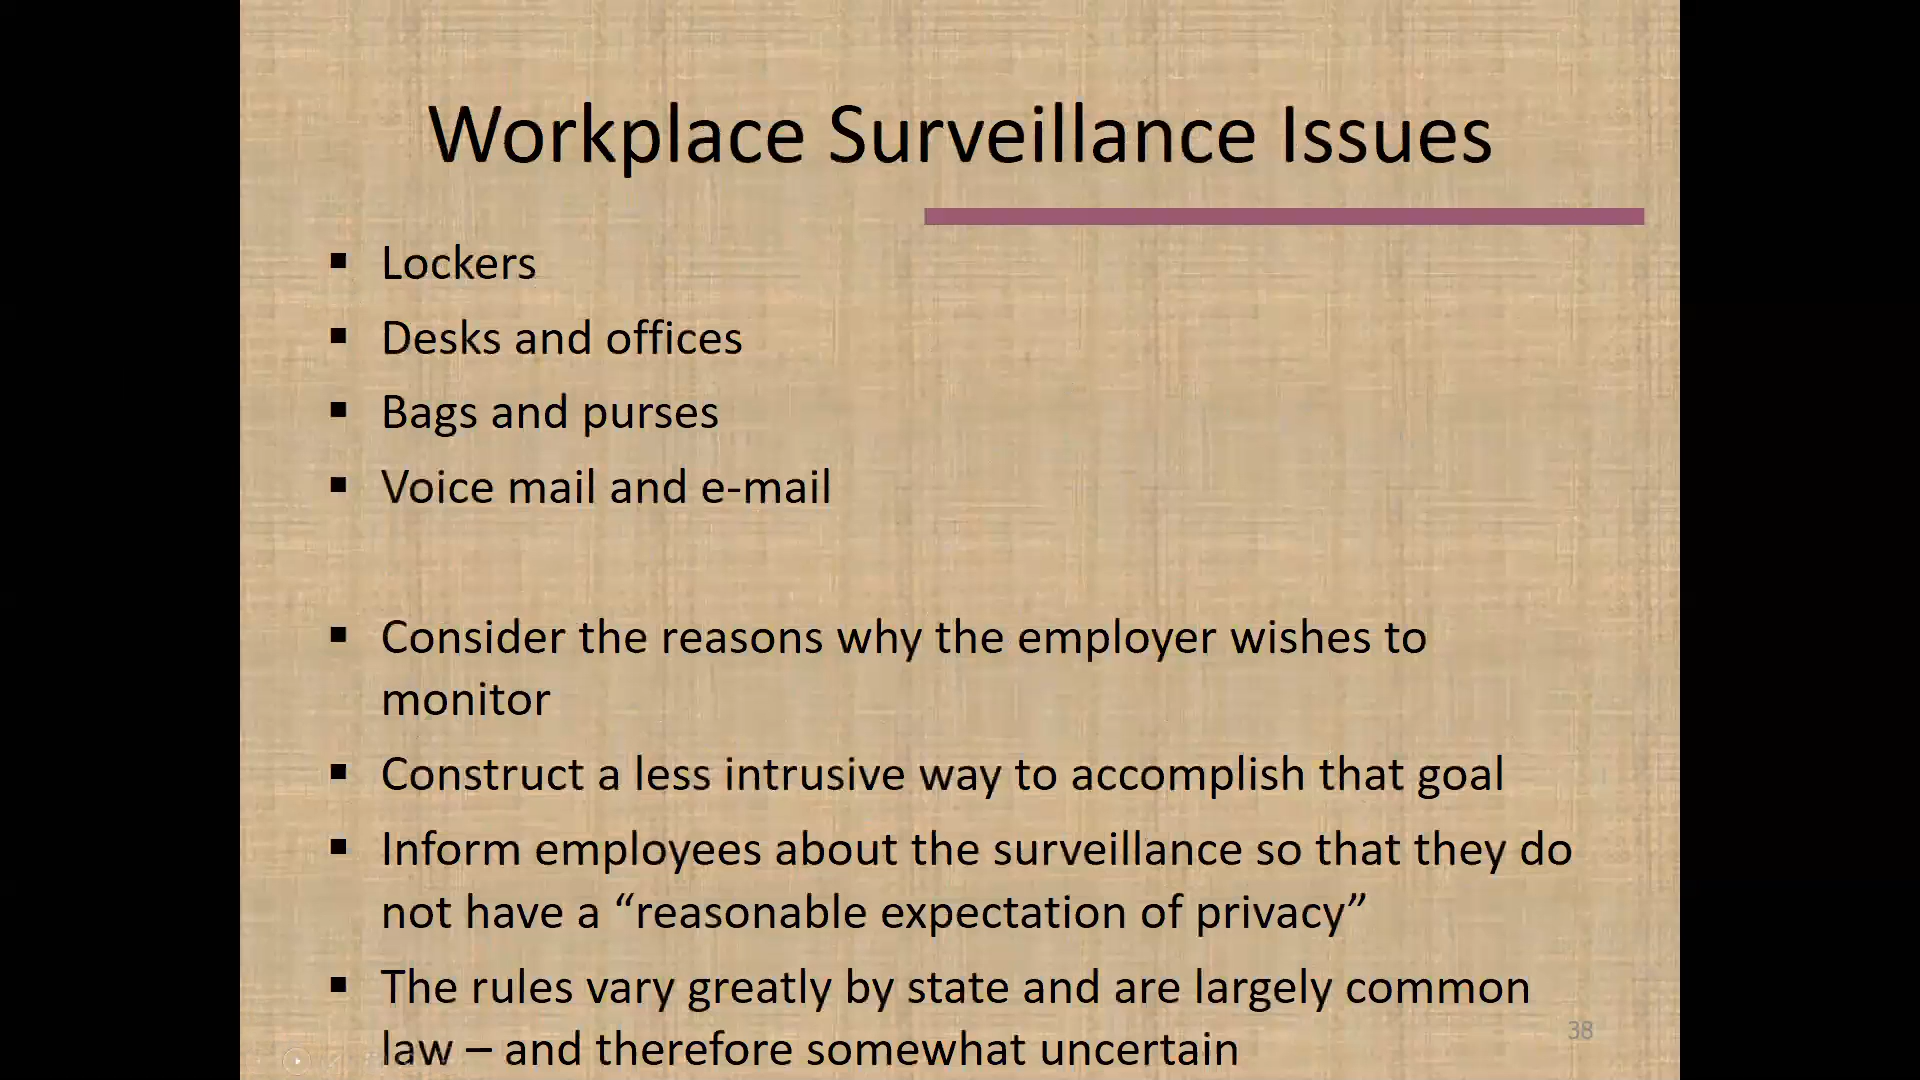 Workplace Surveillance Issues
▪ Lockers
▪ Desks and offices
▪ Bags and purses
▪ Voice mail and e-mail
▪ Consider the reasons why the employer wishes to
monitor
▪ Construct a less intrusive way to accomplish that goal
▪ Inform employees about the surveillance so that they do
not have a “reasonable expectation of privacy”
▪ The rules vary greatly by state and are largely common
law – and therefore somewhat uncertain
38